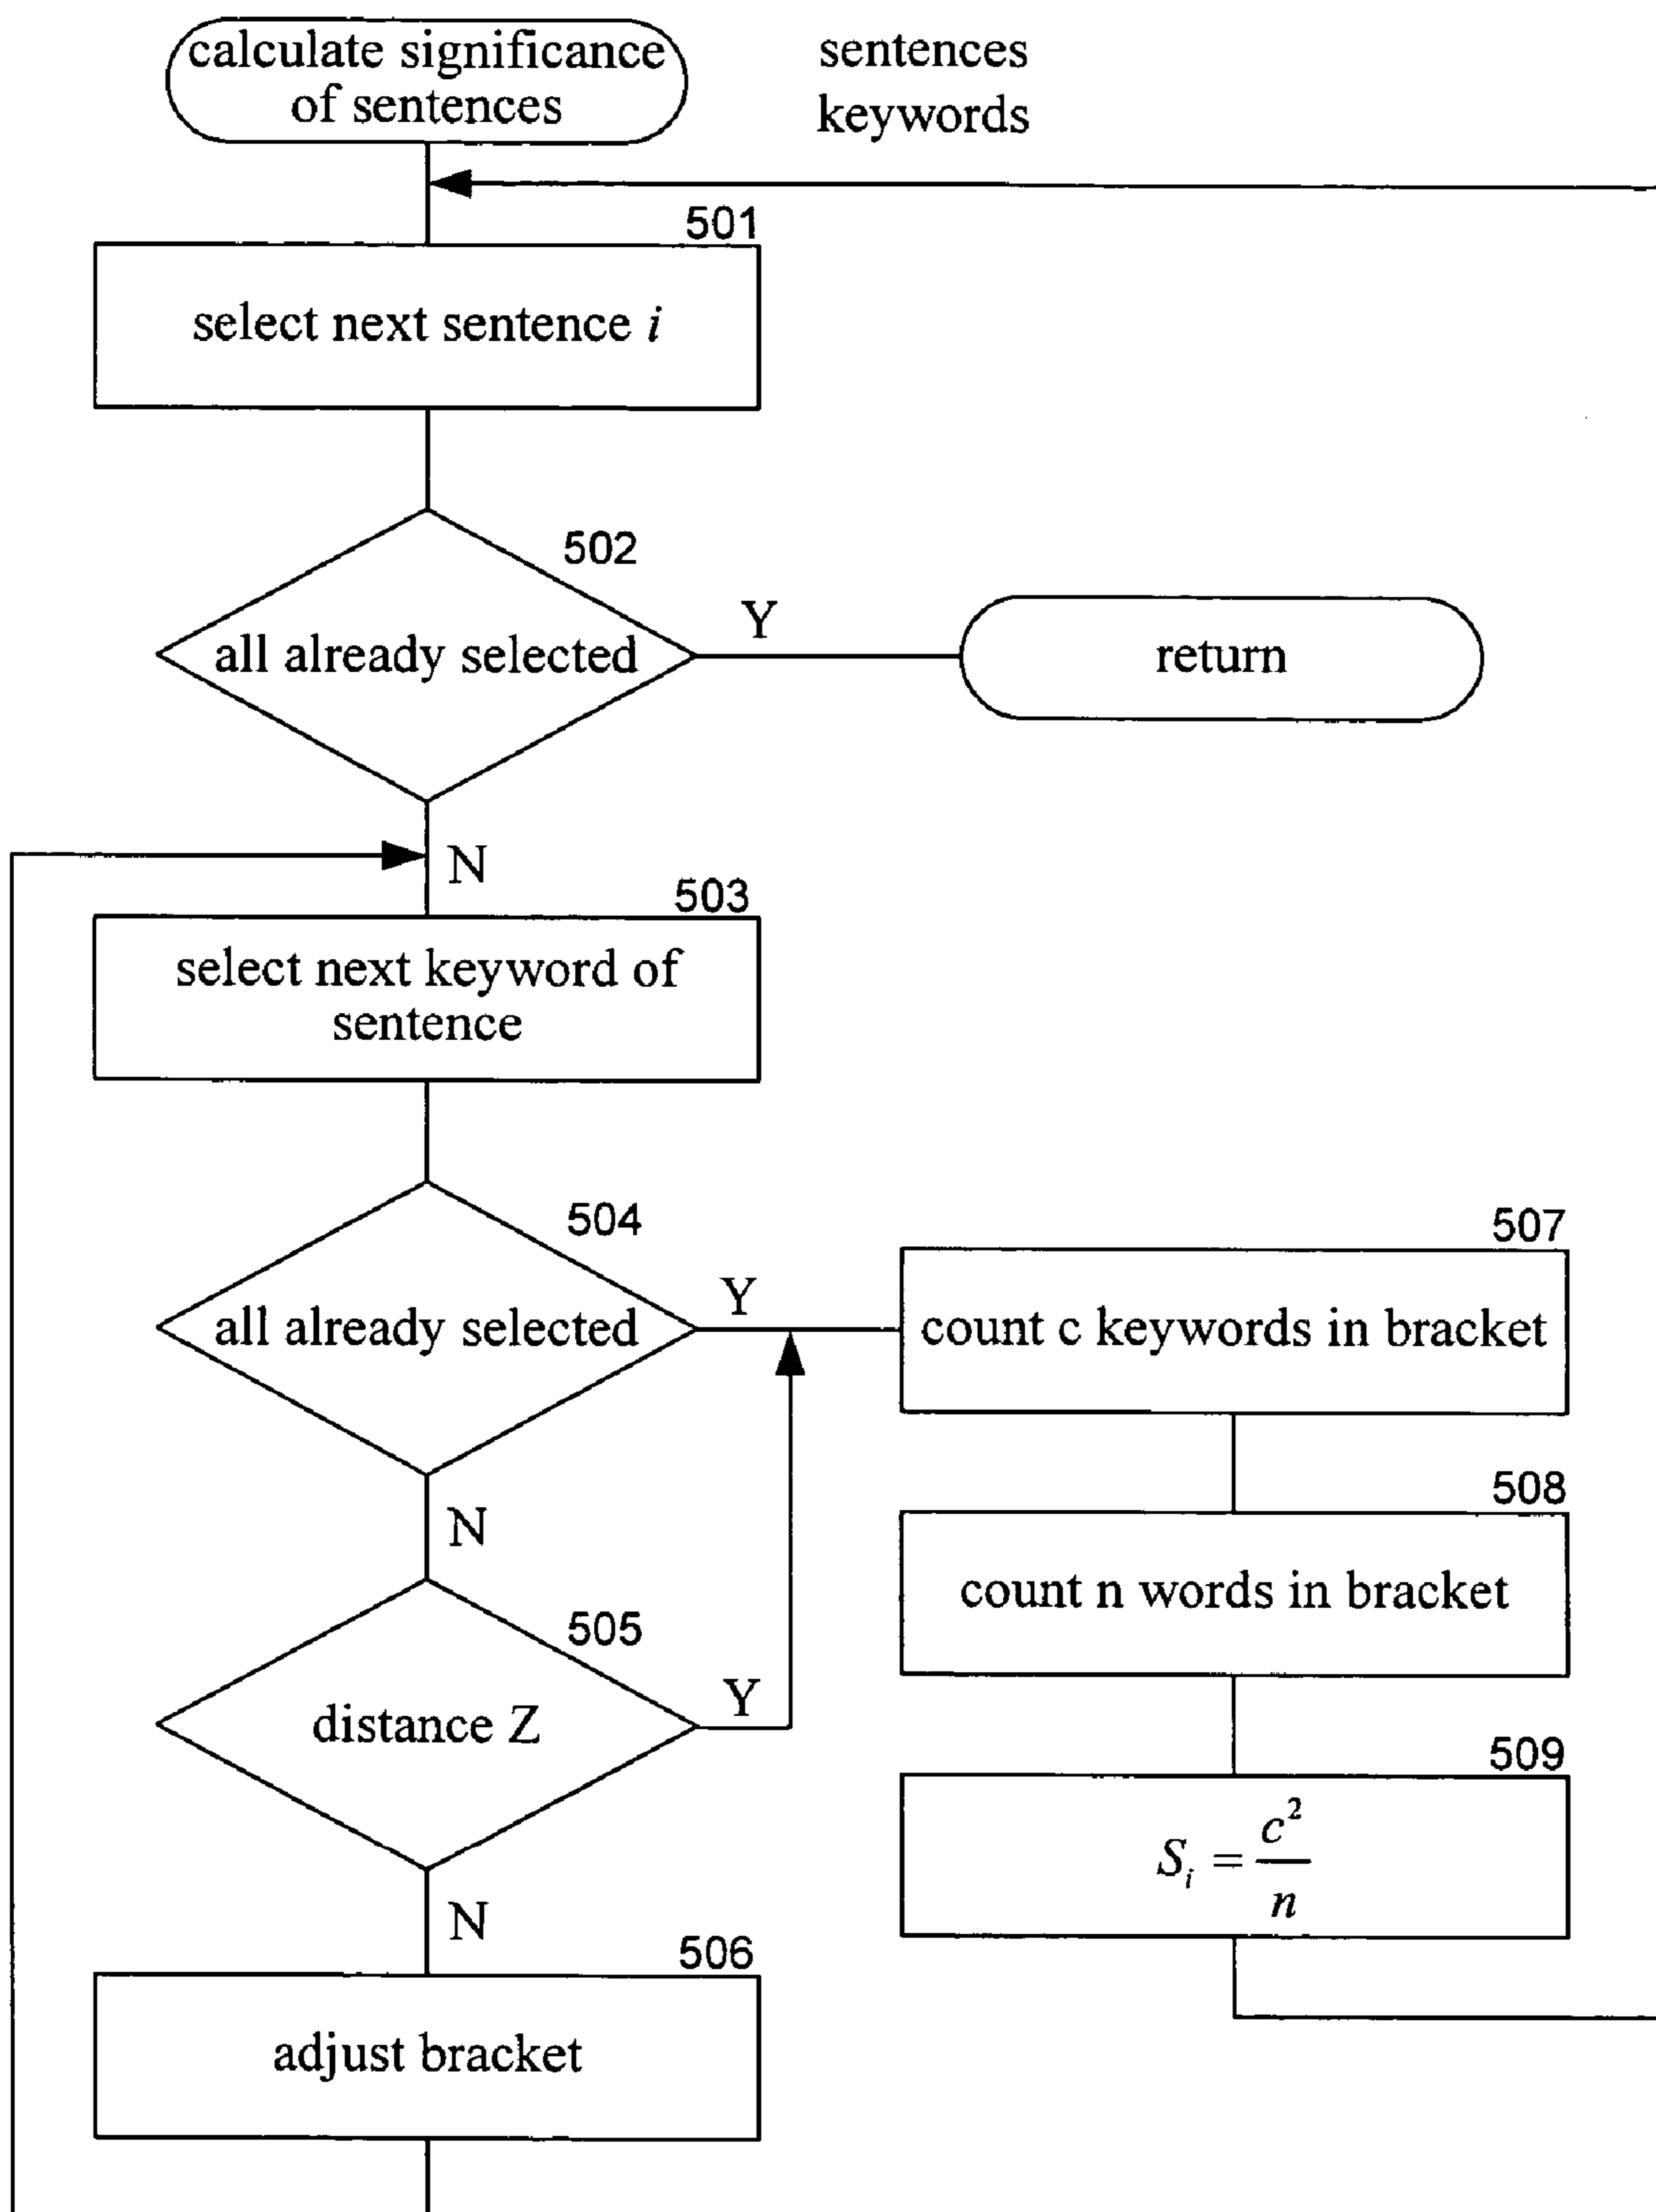 calculate significance
of sentences
sentences
keywords
501
select next sentence i
502
all already selected
Y
return
N
503
select next keyword of
sentence
504
all already selected
Y
507
count c keywords in bracket
N
508
count n words in bracket
505
distance Z
Y
509
S_i = c^2 / n
N
506
adjust bracket